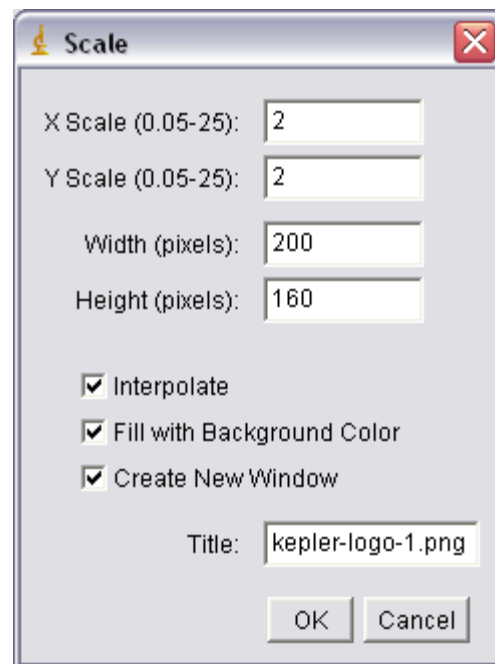 Scale
X Scale (0.05-25): 2
Y Scale (0.05-25): 2
Width (pixels): 200
Height (pixels): 160
Interpolate
Fill with Background Color
Create New Window
Title: kepler-logo-1.png
OK Cancel